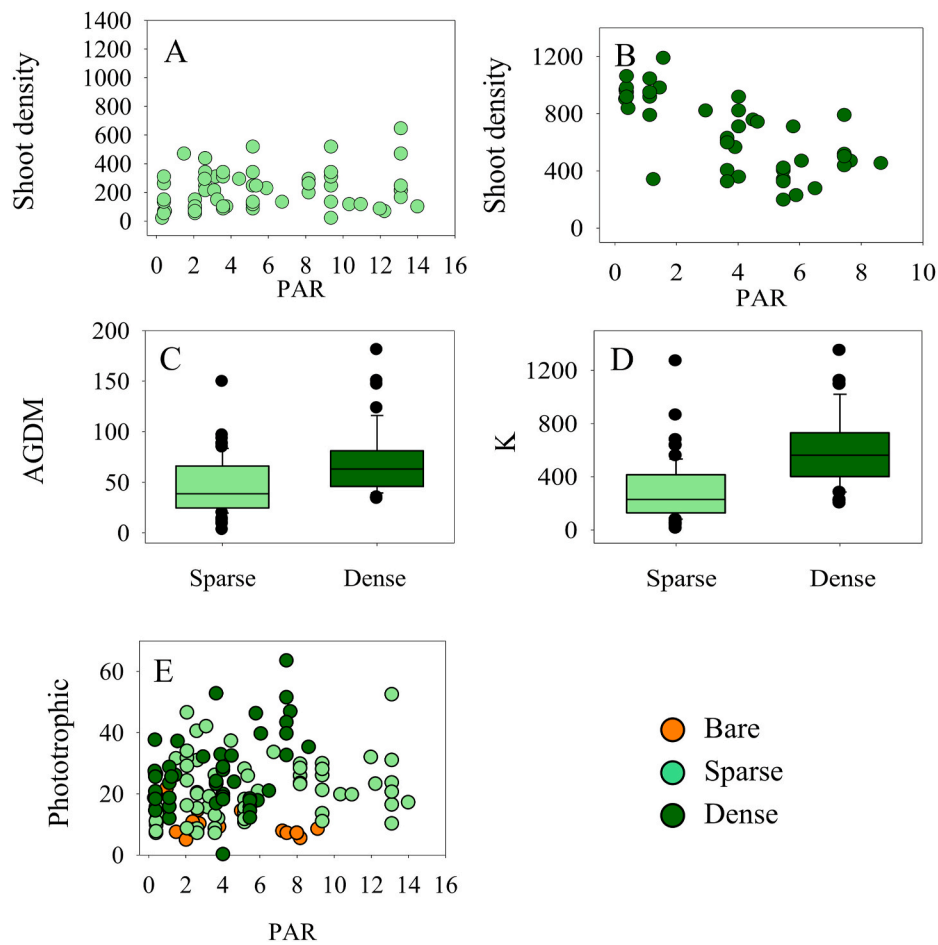 A
Shoot density
1400
1200
1000
800
600
400
200
0
0 2 4 6 8 10 12 14 16
PAR
B
Shoot density
1200
800
400
0
0 2 4 6 8 10
PAR
C
AGDM
200
150
100
50
0
Sparse Dense
D
K
1200
800
400
0
Sparse Dense
E
Phototrophic
60
40
20
0
0 2 4 6 8 10 12 14 16
PAR
Bare
Sparse
Dense